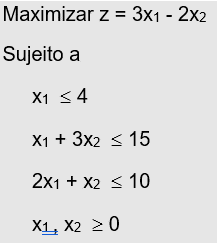 Maximizar z = 3x1 - 2x2
Sujeito a
x1 ≤ 4
x1 + 3x2 ≤ 15
2x1 + x2 ≤ 10
x1, x2 ≥ 0